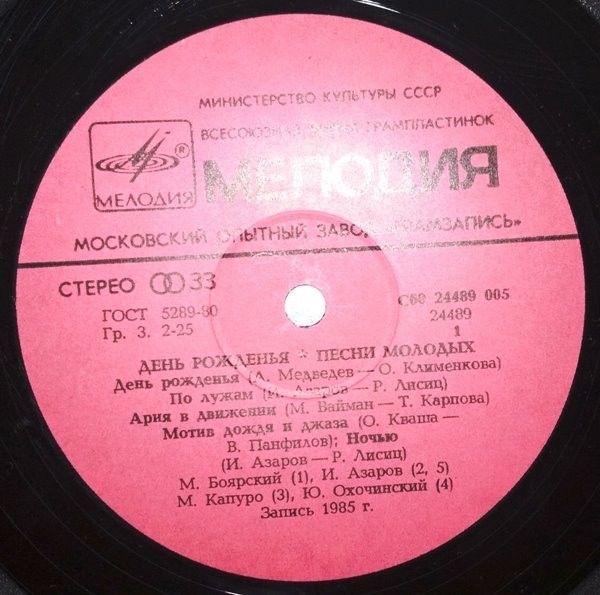 МИНИСТЕРСТВО КУЛЬТУРЫ СССР
ВСЕСОЮЗНАЯ ФИРМА ГРАМПЛАСТИНОК
® МЕЛОДИЯ
МЕЛОДИЯ
МОСКОВСКИЙ ОПЫТНЫЙ ЗАВОД «ГРАМЗАПИСЬ»
СТЕРЕО 33
ГОСТ 5289-80
Гр. 3. 2-25
С60 24489 005
24489
1
ДЕНЬ РОЖДЕНЬЯ * ПЕСНИ МОЛОДЫХ
День рожденья (А. Медведев — О. Клименкова)
По лужам (И. Азаров — Р. Лисиц)
Ария в движении (М. Вайман — Т. Карпова)
Мотив дождя и джаза (О. Кваша —
В. Панфилов); Ночью
(И. Азаров — Р. Лисиц)
М. Боярский (1), И. Азаров (2, 5)
М. Капуро (3), Ю. Охочинский (4)
Запись 1985 г.